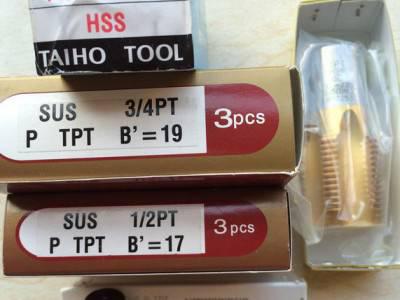 HSS
TAIHO TOOL
SUS 3/4PT
P TPT B'=19
3pcs
SUS 1/2PT
P TPT B'=17
3pcs